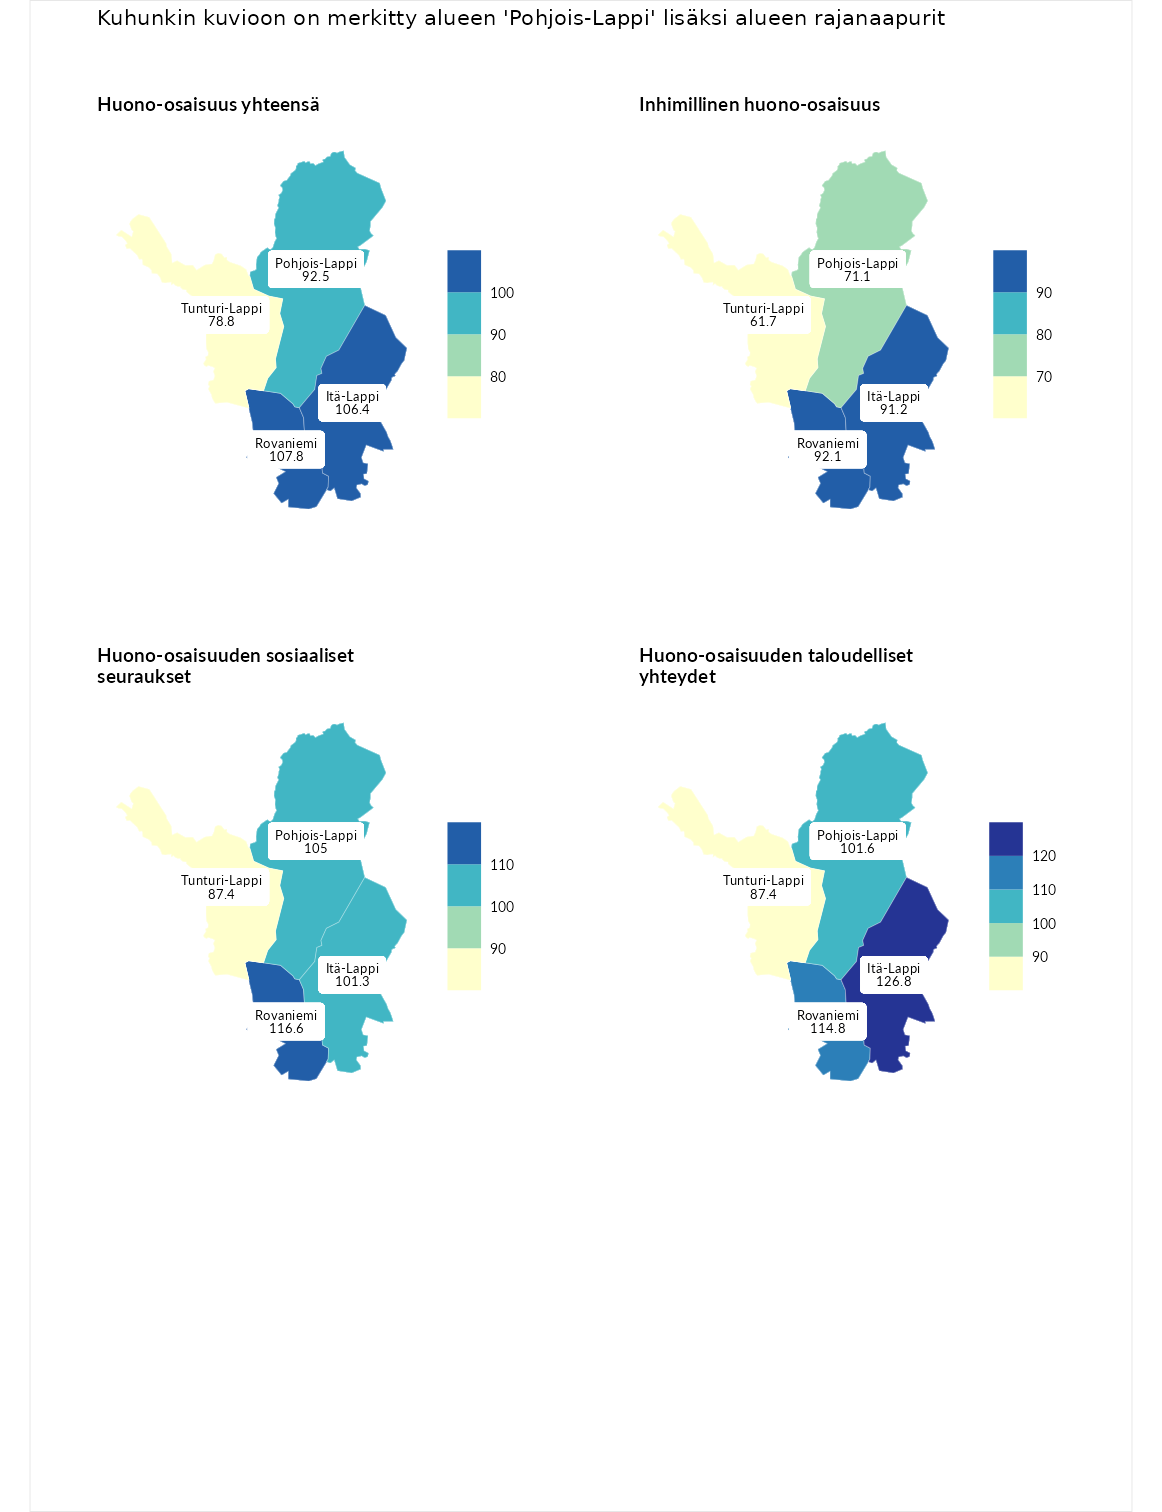 Kuhunkin kuvioon on merkitty alueen 'Pohjois-Lappi' lisäksi alueen rajanaapurit
Huono-osaisuus yhteensä
Pohjois-Lappi
92.5
Tunturi-Lappi
78.8
Itä-Lappi
106.4
Rovaniemi
107.8
100
90
80
Inhimillinen huono-osaisuus
Pohjois-Lappi
71.1
Tunturi-Lappi
61.7
Itä-Lappi
91.2
Rovaniemi
92.1
90
80
70
Huono-osaisuuden sosiaaliset
seuraukset
Pohjois-Lappi
105
Tunturi-Lappi
87.4
Itä-Lappi
101.3
Rovaniemi
116.6
110
100
90
Huono-osaisuuden taloudelliset
yhteydet
Pohjois-Lappi
101.6
Tunturi-Lappi
87.4
Itä-Lappi
126.8
Rovaniemi
114.8
120
110
100
90